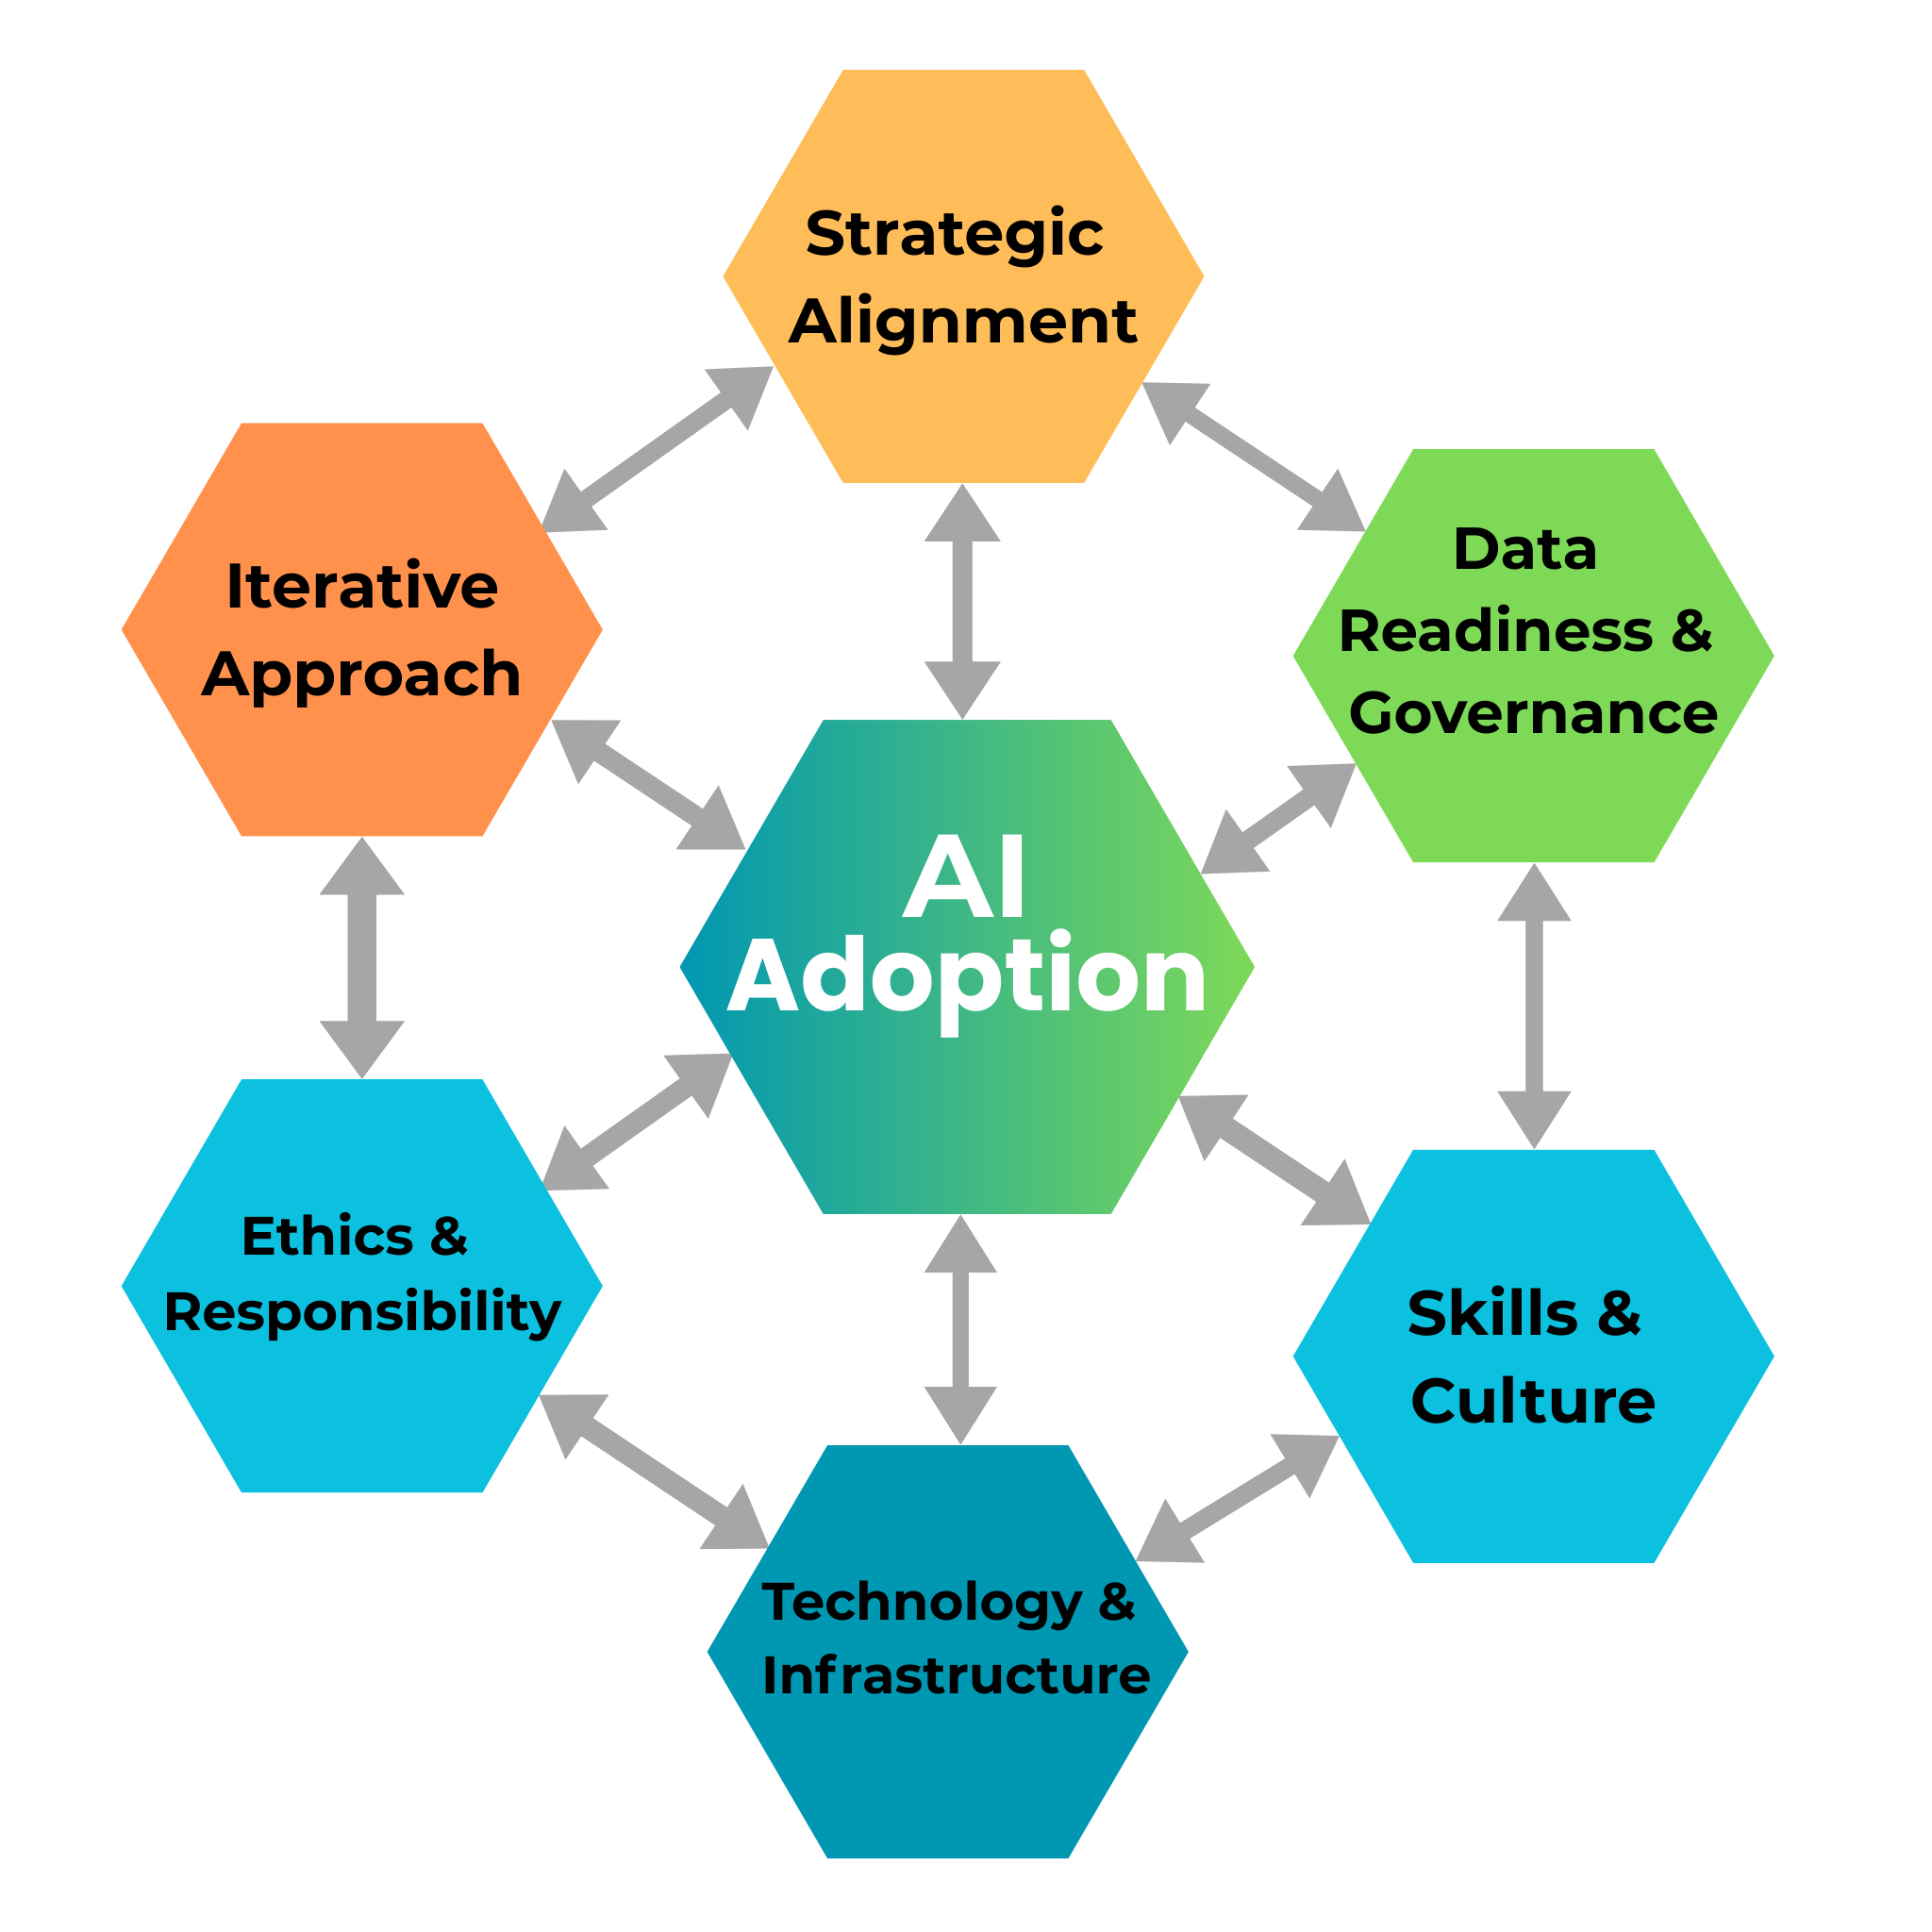 Strategic
Alignment
Iterative
Approach
Data
Readiness &
Governance
AI
Adoption
Ethics &
Responsibility
Skills &
Culture
Technology &
Infrastructure